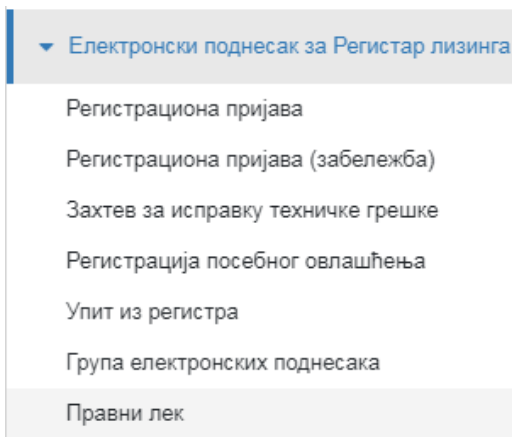 Електронски поднесак за Регистар лизинга
Регистрациона пријава
Регистрациона пријава (забележба)
Захтев за исправку техничке грешке
Регистрација посебног овлашћења
Упит из регистра
Група електронских поднесака
Правни лек